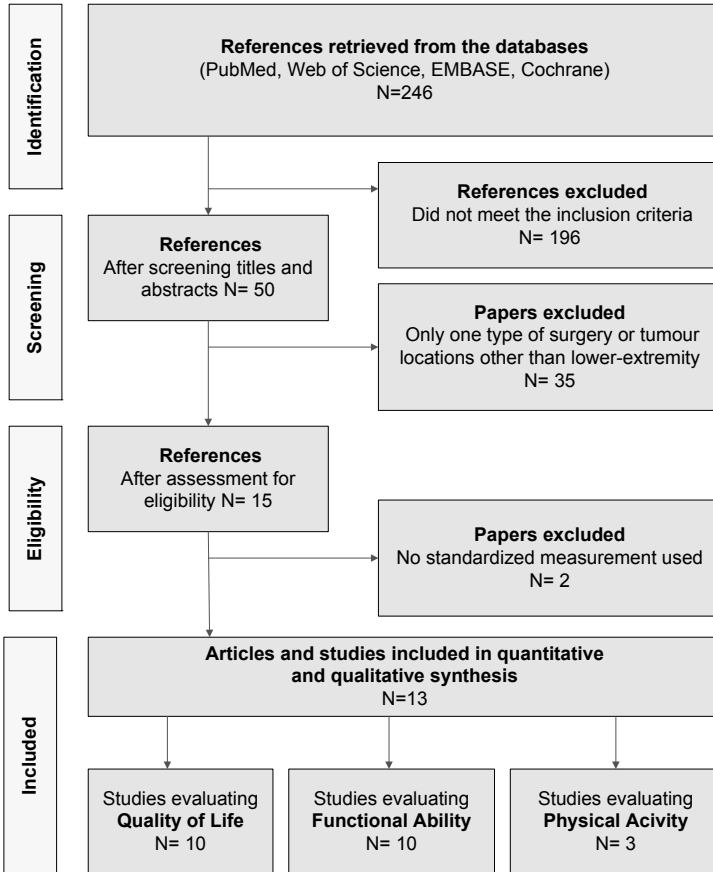 Identification
References retrieved from the databases
(PubMed, Web of Science, EMBASE, Cochrane)
N=246
References excluded
Did not meet the inclusion criteria
N= 196
Screening
References
After screening titles and
abstracts N= 50
Papers excluded
Only one type of surgery or tumour
locations other than lower-extremity
N= 35
Eligibility
References
After assessment for
eligibility N= 15
Papers excluded
No standardized measurement used
N= 2
Included
Articles and studies included in quantitative
and qualitative synthesis
N=13
Studies evaluating
Quality of Life
N= 10
Studies evaluating
Functional Ability
N= 10
Studies evaluating
Physical Acivity
N= 3